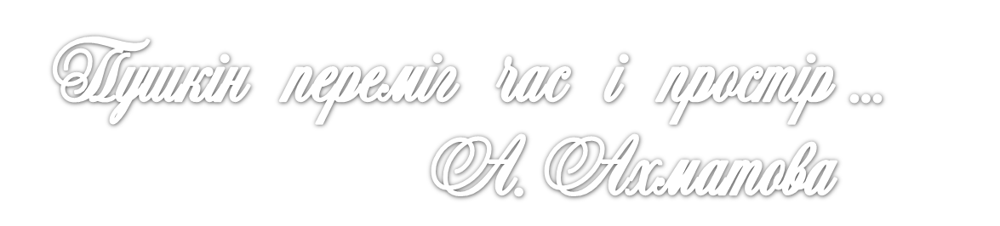 Пушкін переміг час і простір ...
А. Ахматова